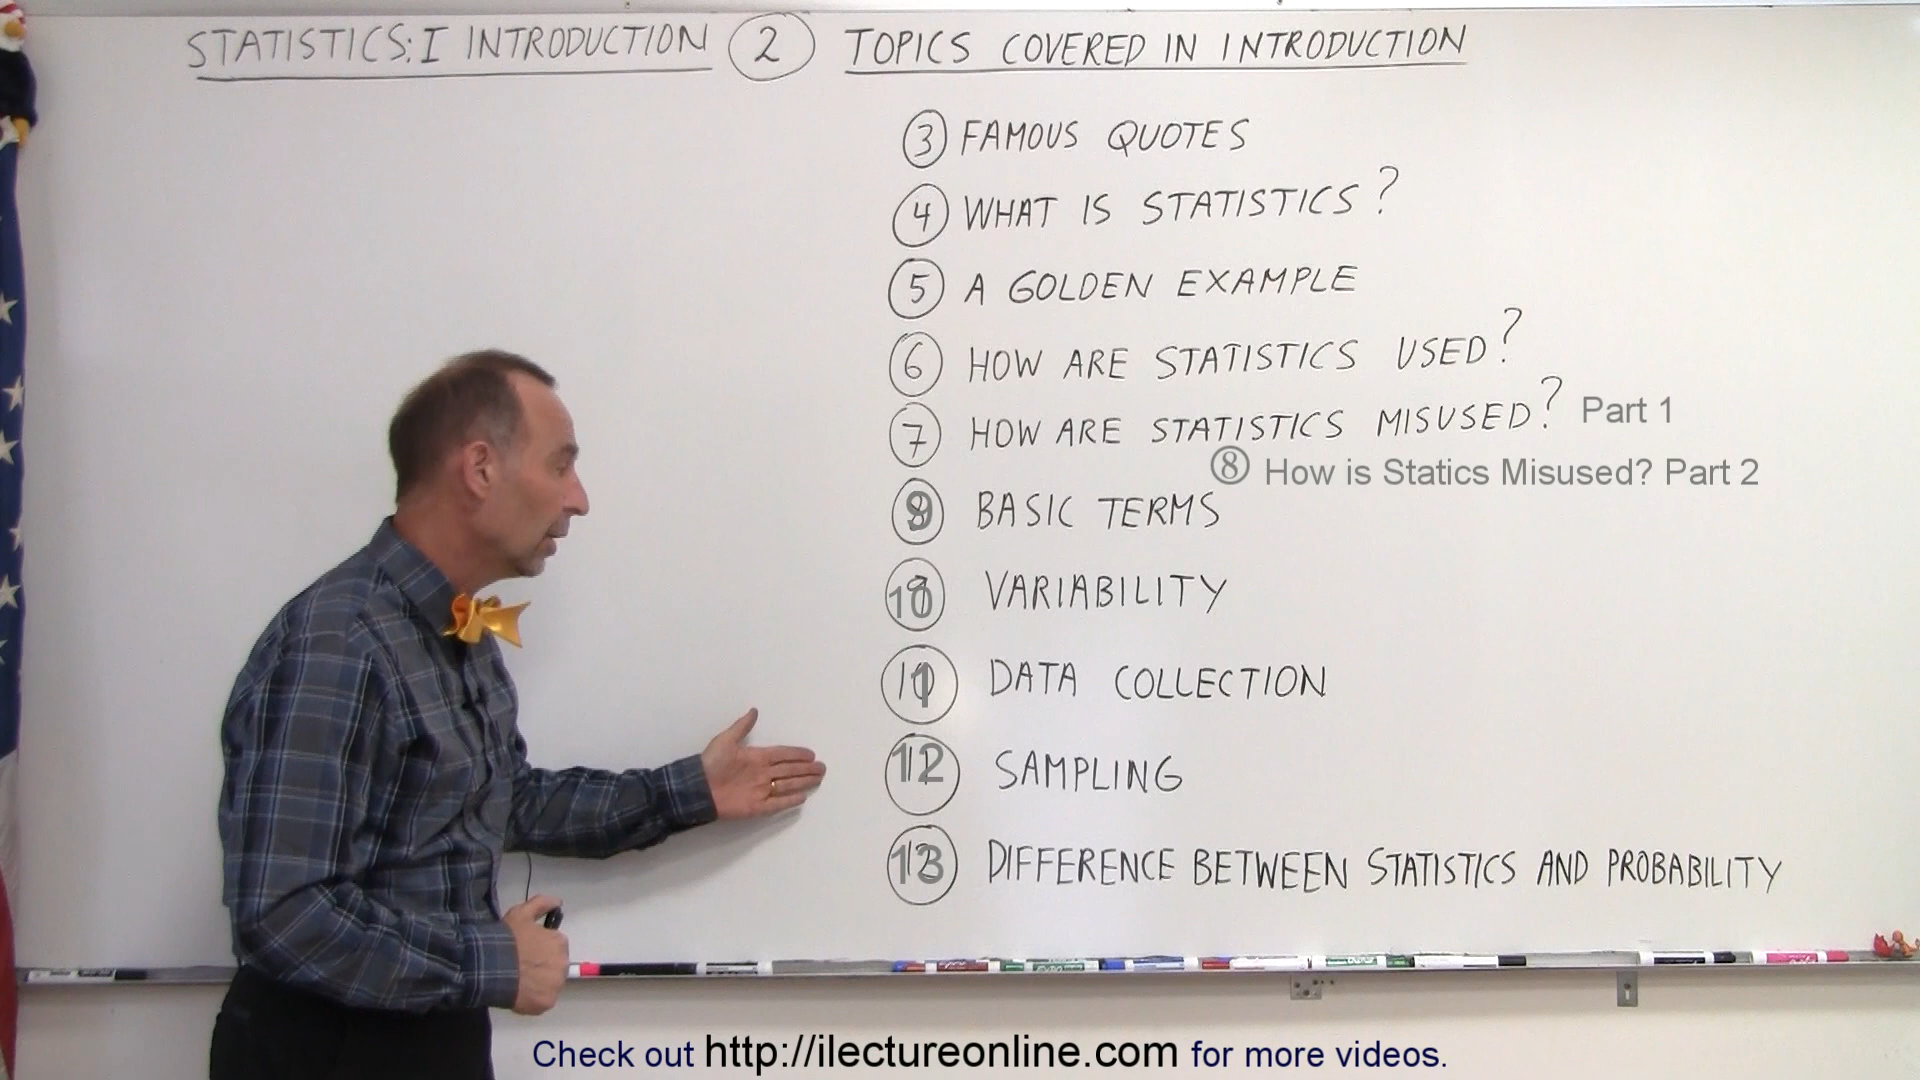 STATISTICS: I INTRODUCTION ② TOPICS COVERED IN INTRODUCTION
③ FAMOUS QUOTES
④ WHAT IS STATISTICS?
⑤ A GOLDEN EXAMPLE
⑥ HOW ARE STATISTICS USED?
⑦ HOW ARE STATISTICS MISUSED? Part 1
⑧ How is Statics Misused? Part 2
⑨ BASIC TERMS
⑩ VARIABILITY
⑪ DATA COLLECTION
⑫ SAMPLING
⑬ DIFFERENCE BETWEEN STATISTICS AND PROBABILITY
Check out http://ilectureonline.com for more videos.